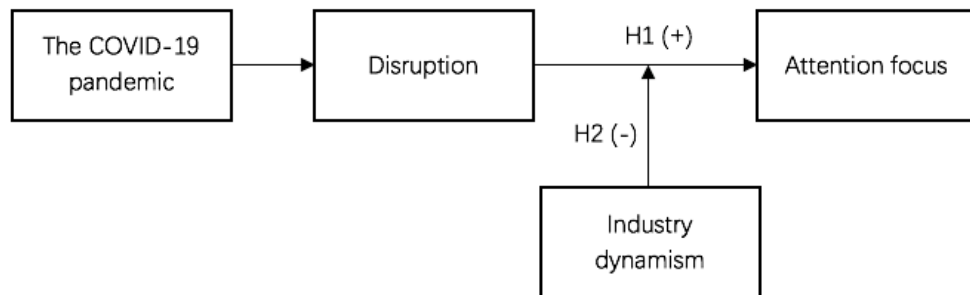 The COVID-19
pandemic
Disruption
H1 (+)
Attention focus
H2 (-)
Industry
dynamism